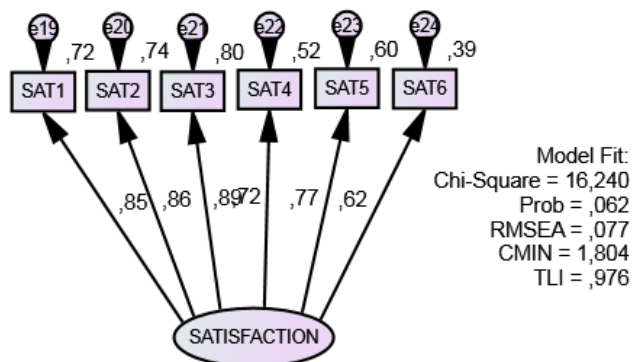 e19 e20 e21 e22 e23 e24
,72 ,74 ,80 ,52 ,60 ,39
SAT1 SAT2 SAT3 SAT4 SAT5 SAT6
Model Fit:
Chi-Square = 16,240
Prob = ,062
RMSEA = ,077
CMIN = 1,804
TLI = ,976
,85 ,86 ,89 ,72 ,77 ,62
SATISFACTION